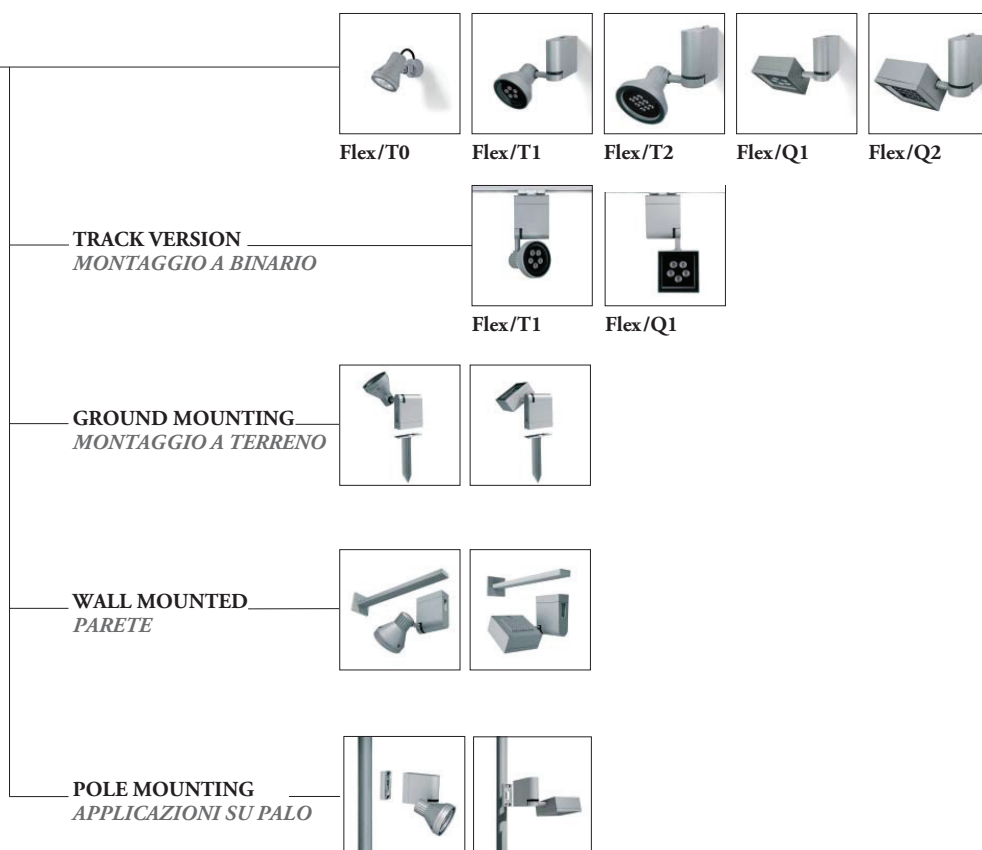 Flex/T0 Flex/T1 Flex/T2 Flex/Q1 Flex/Q2
TRACK VERSION
MONTAGGIO A BINARIO
Flex/T1 Flex/Q1
GROUND MOUNTING
MONTAGGIO A TERRENO
WALL MOUNTED
PARETE
POLE MOUNTING
APPLICAZIONI SU PALO